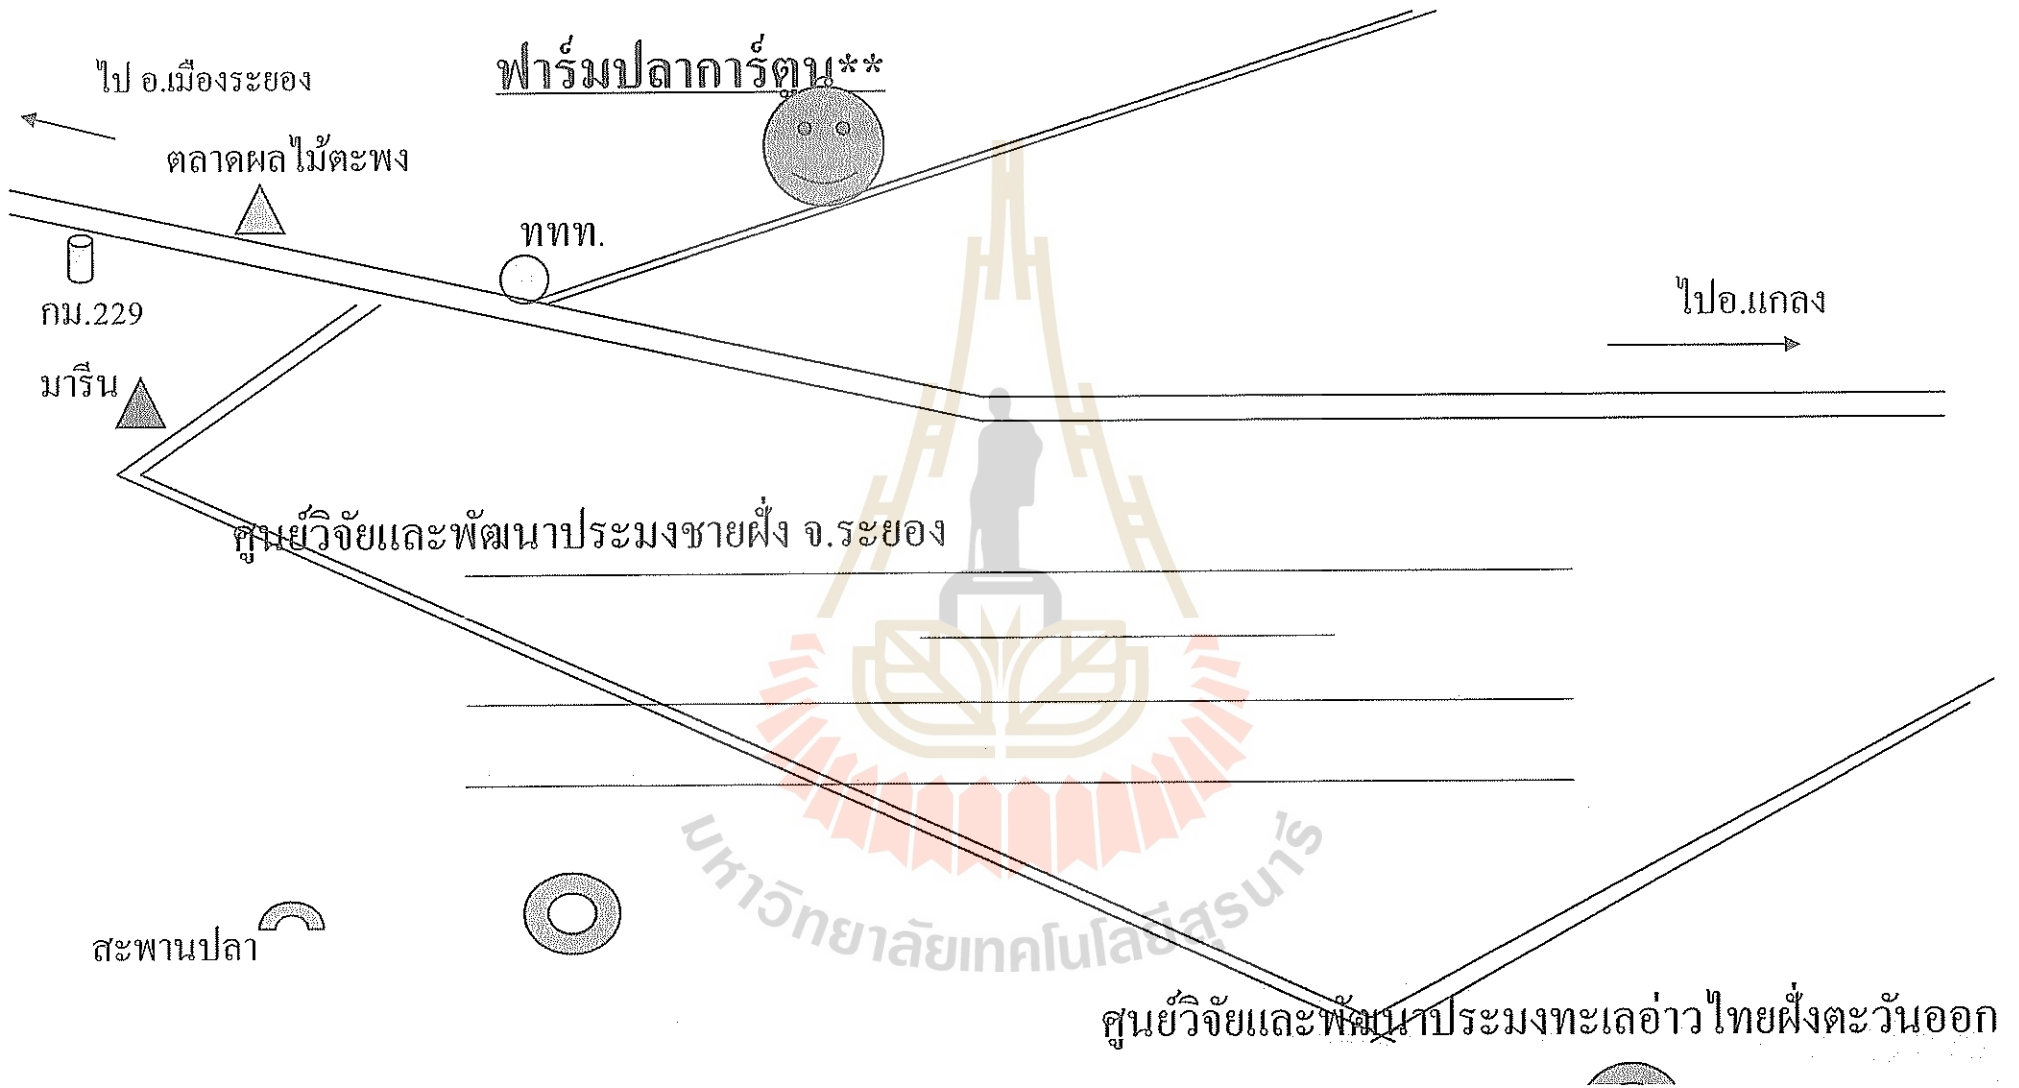 ฟาร์มปลาการ์ตูน**
ไป อ.เมืองระยอง
ตลาดผลไม้ตะพง
ททท.
กม.229
ไปอ.แกลง
มารีน
ศูนย์วิจัยและพัฒนาประมงชายฝั่ง จ.ระยอง
มหาวิทยาลัยเทคโนโลยีสุรนารี
สะพานปลา
ศูนย์วิจัยและพัฒนาประมงทะเลอ่าวไทยฝั่งตะวันออก